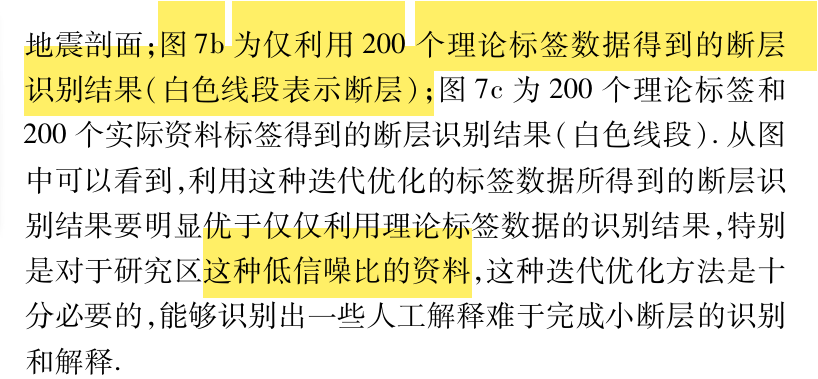 地震剖面;图 7b 为仅利用 200 个理论标签数据得到的断层
识别结果(白色线段表示断层);图 7c 为 200 个理论标签和
200 个实际资料标签得到的断层识别结果(白色线段). 从图
中可以看到,利用这种迭代优化的标签数据所得到的断层识
别结果要明显优于仅仅利用理论标签数据的识别结果,特别
是对于研究区这种低信噪比的资料,这种迭代优化方法是十
分必要的,能够识别出一些人工解释难于完成小断层的识别
和解释.